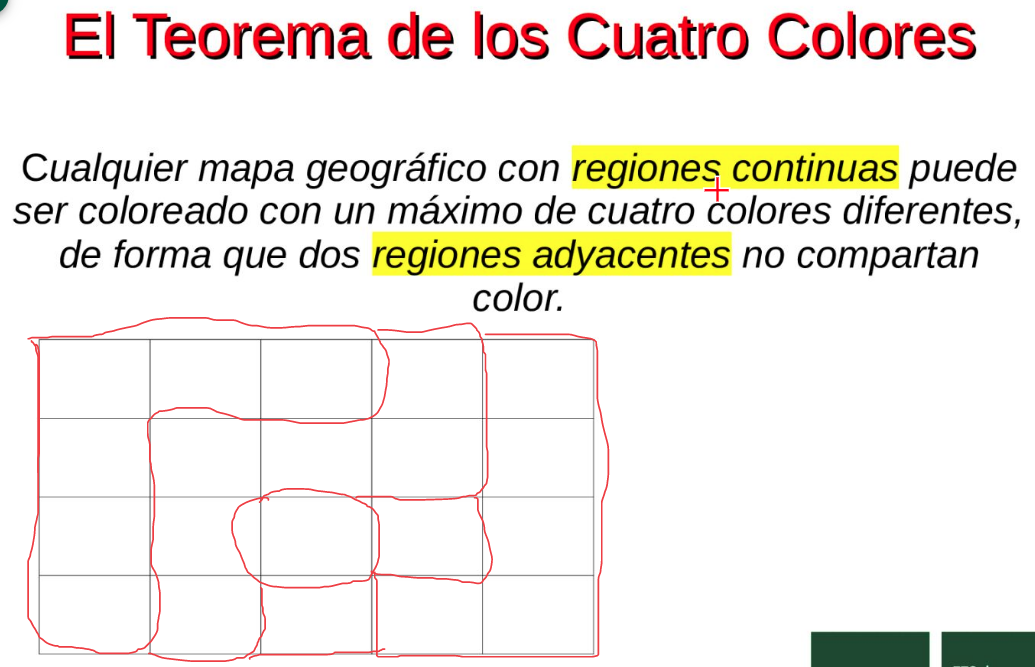 El Teorema de los Cuatro Colores
Cualquier mapa geográfico con regiones continuas puede
ser coloreado con un máximo de cuatro colores diferentes,
de forma que dos regiones adyacentes no compartan
color.